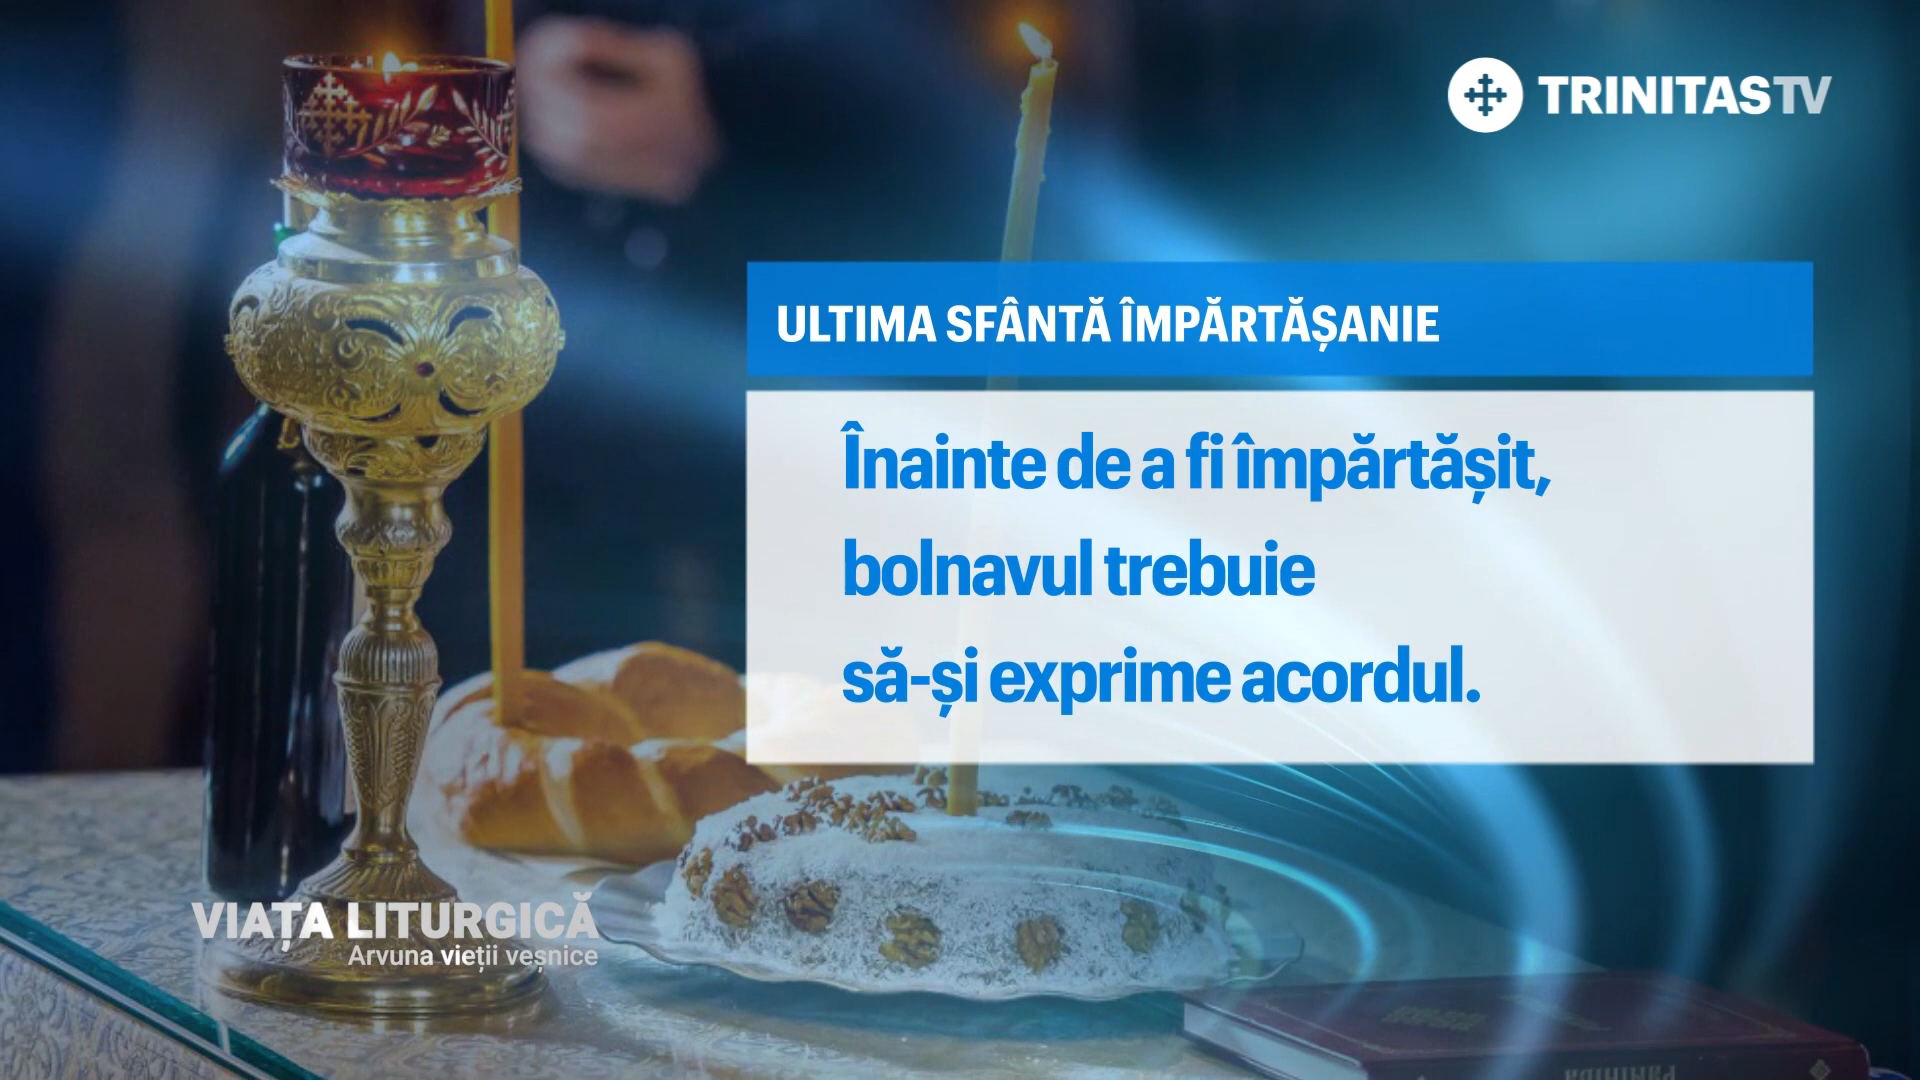 TRINITASTV
ULTIMA SFÂNTĂ ÎMPĂRTĂȘANIE
Înainte de a fi împărtășit,
bolnavul trebuie
să-și exprime acordul.
VIAȚA LITURGICĂ
Arvuna vieții veșnice